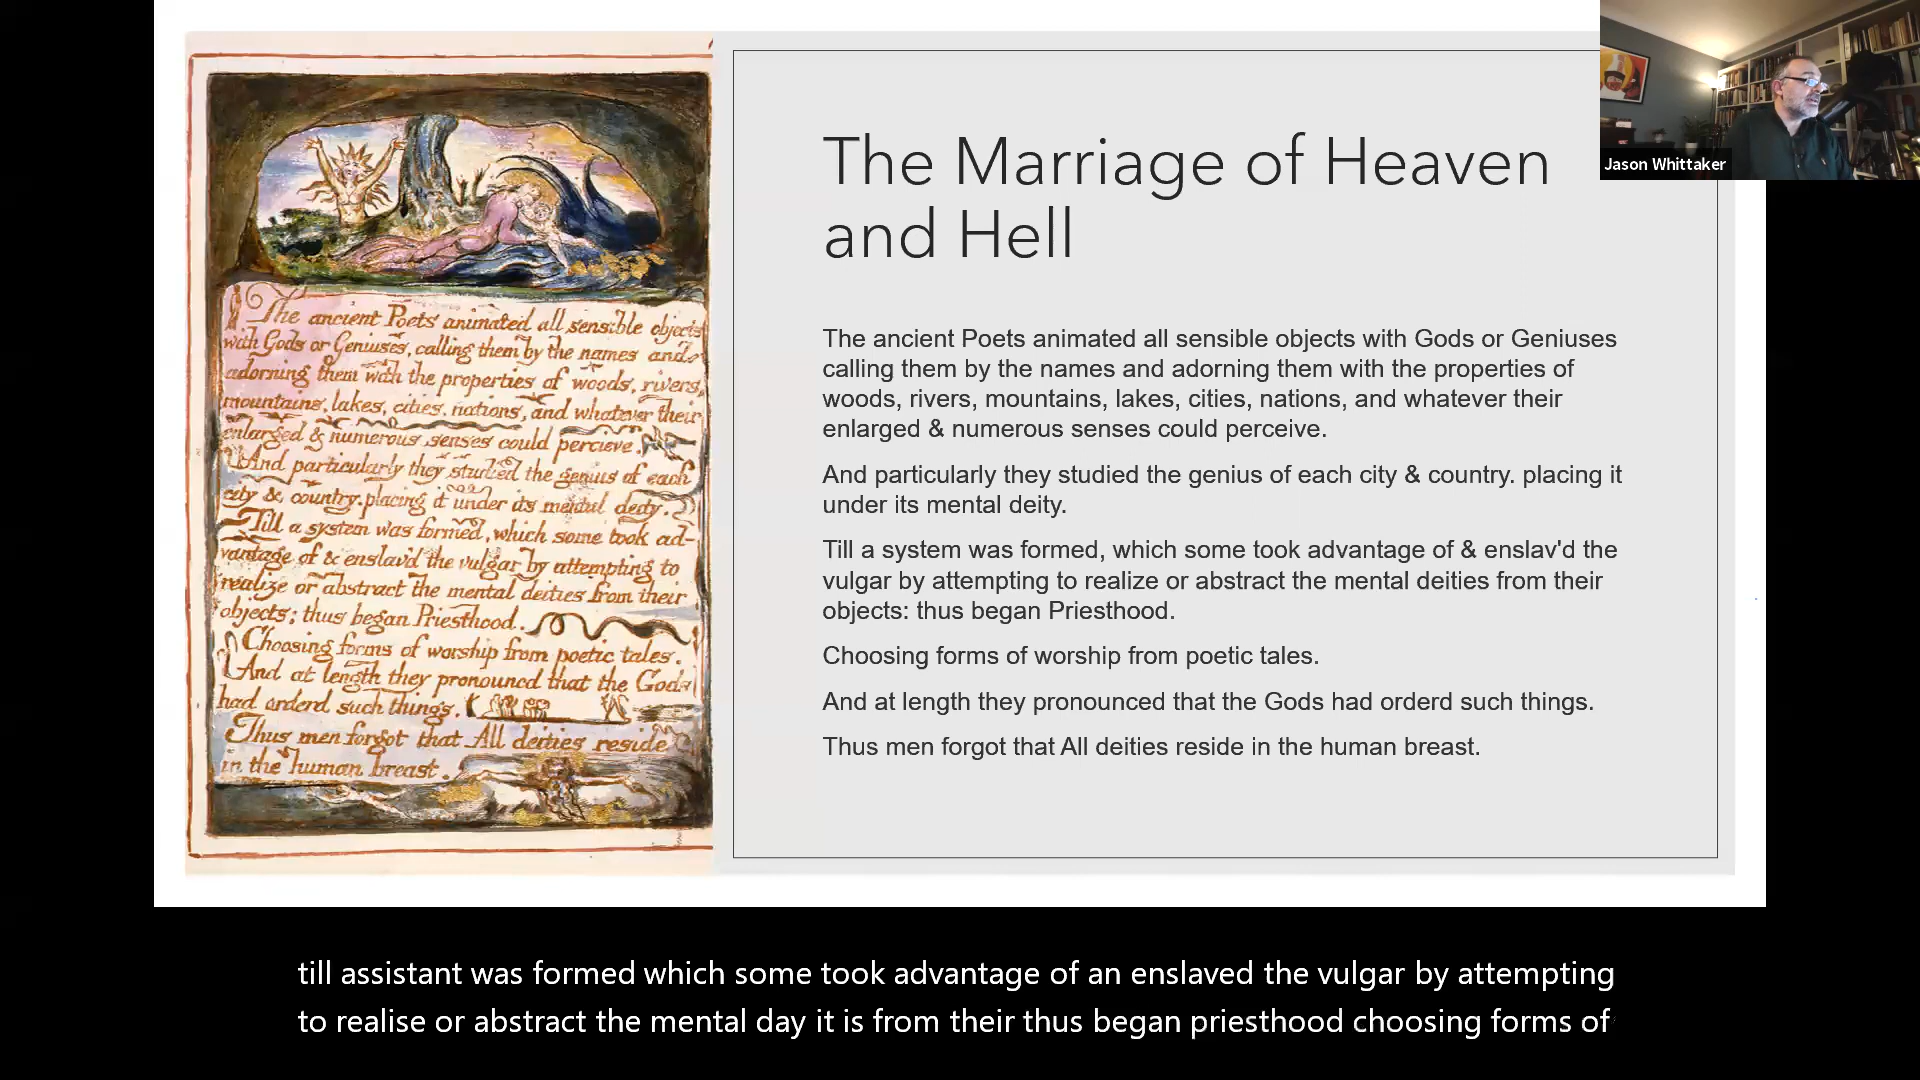 The ancient Poets animated all sensible objects
with Gods or Geniuses, calling them by the names and
adorning them with the properties of woods, rivers,
mountains, lakes, cities, nations, and whatever their
enlarged & numerous senses could percieve.
And particularly they studied the genius of each
city & country. placing it under its mental deity.
Till a system was formed, which some took ad-
vantage of & enslav'd the vulgar by attempting to
realize or abstract the mental deities from their
objects; thus began Priesthood.
Choosing forms of worship from poetic tales.
And at length they pronouncd that the Gods
had orderd such things.
Thus men forgot that All deities reside
in the human breast.
The Marriage of Heaven
and Hell
The ancient Poets animated all sensible objects with Gods or Geniuses
calling them by the names and adorning them with the properties of
woods, rivers, mountains, lakes, cities, nations, and whatever their
enlarged & numerous senses could perceive.
And particularly they studied the genius of each city & country. placing it
under its mental deity.
Till a system was formed, which some took advantage of & enslav'd the
vulgar by attempting to realize or abstract the mental deities from their
objects: thus began Priesthood.
Choosing forms of worship from poetic tales.
And at length they pronounced that the Gods had orderd such things.
Thus men forgot that All deities reside in the human breast.
Jason Whittaker
till assistant was formed which some took advantage of an enslaved the vulgar by attempting
to realise or abstract the mental day it is from their thus began priesthood choosing forms of